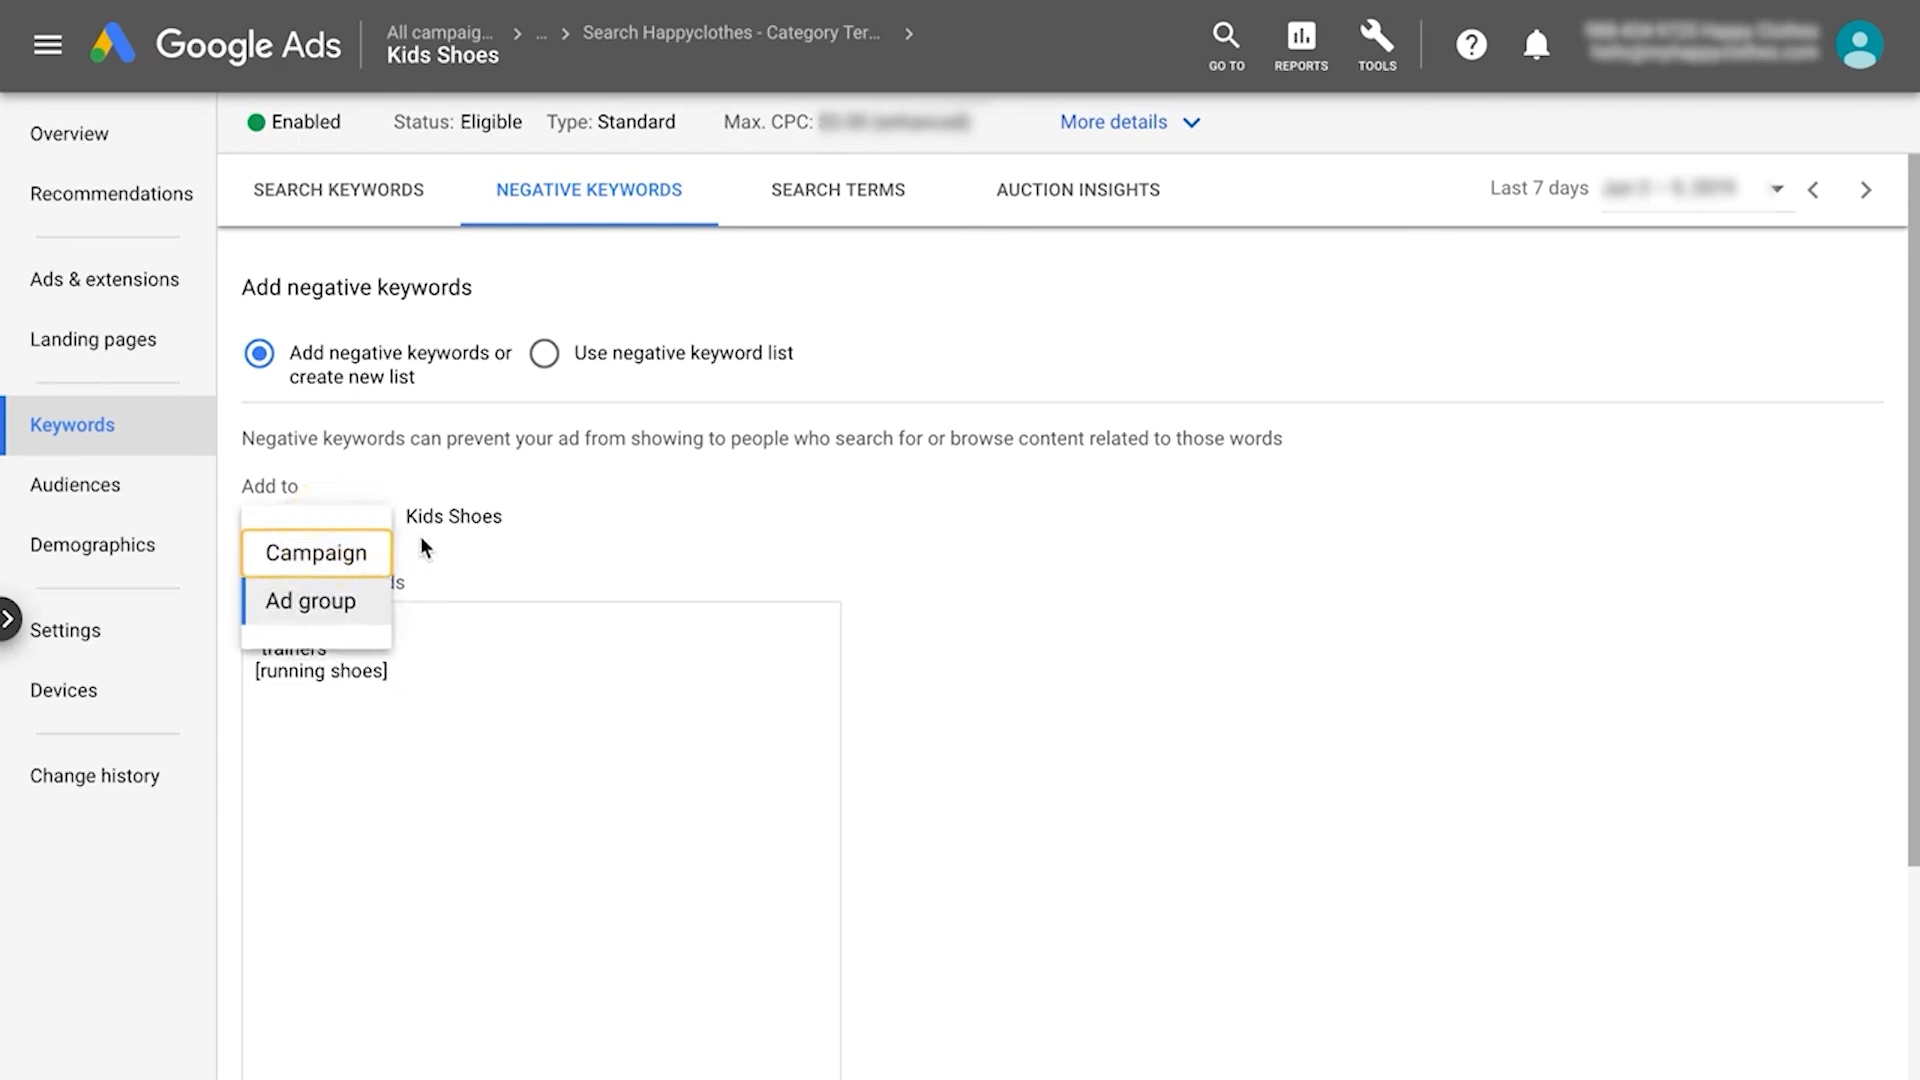 Google Ads
All campaig... > ... > Search Happyclothes - Category Ter... >
Kids Shoes
GO TO
REPORTS
TOOLS
Overview
Recommendations
Ads & extensions
Landing pages
Keywords
Audiences
Demographics
Settings
Devices
Change history
Enabled
Status: Eligible
Type: Standard
Max. CPC:
More details
SEARCH KEYWORDS
NEGATIVE KEYWORDS
SEARCH TERMS
AUCTION INSIGHTS
Last 7 days
Add negative keywords
Add negative keywords or
create new list
Use negative keyword list
Negative keywords can prevent your ad from showing to people who search for or browse content related to those words
Add to
Kids Shoes
Campaign
Ad group
trainers
[running shoes]